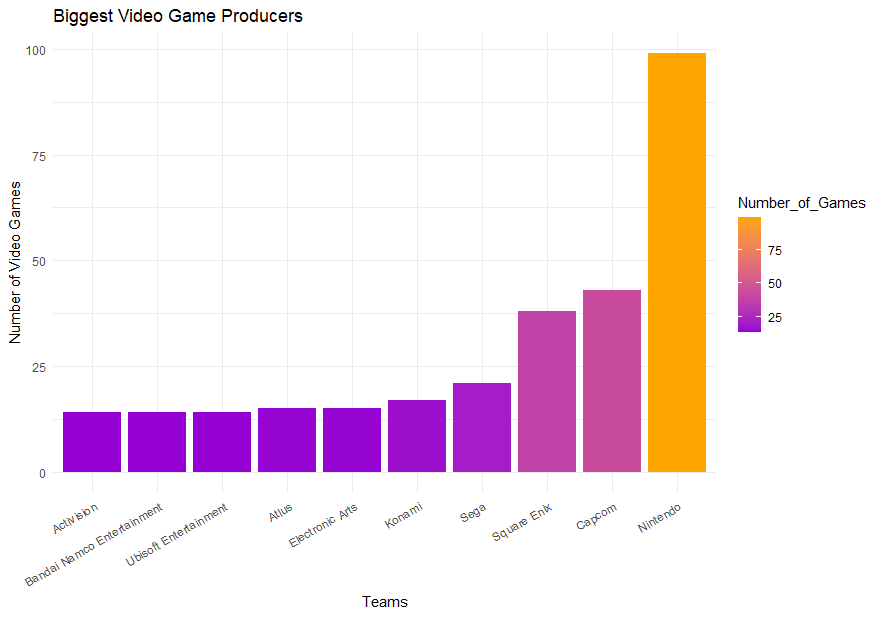 Biggest Video Game Producers
Number of Video Games
100
75
50
25
0
Activision
Bandai Namco Entertainment
Ubisoft Entertainment
Atlus
Electronic Arts
Konami
Sega
Square Enix
Capcom
Nintendo
Teams
Number_of_Games
75
50
25